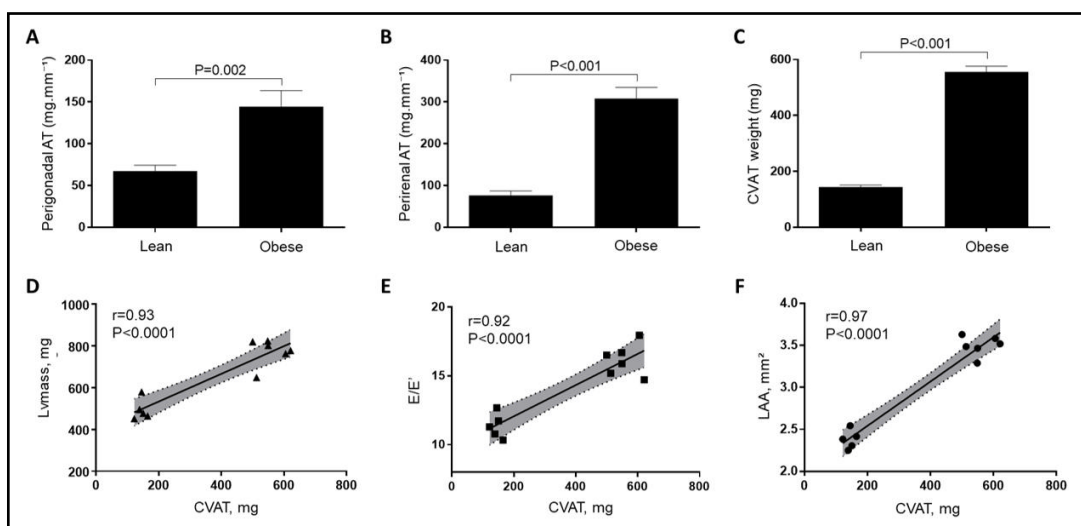 A
Perigonadal AT (mg.mm⁻¹)
200
150
100
50
0
P=0.002
Lean
Obese
B
Perirenal AT (mg.mm⁻¹)
400
300
200
100
0
P<0.001
Lean
Obese
C
CVAT weight (mg)
600
400
200
0
P<0.001
Lean
Obese
D
r=0.93
P<0.0001
Lvmass, mg
1000
800
600
400
200
0
200
400
600
800
CVAT, mg
E
r=0.92
P<0.0001
E/E'
20
15
10
0
200
400
600
800
CVAT, mg
F
r=0.97
P<0.0001
LAA, mm²
4.0
3.5
3.0
2.5
2.0
0
200
400
600
800
CVAT, mg